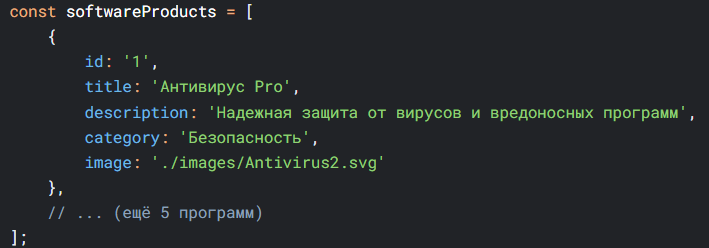 const softwareProducts = [
    {
        id: '1',
        title: 'Антивирус Pro',
        description: 'Надежная защита от вирусов и вредоносных программ',
        category: 'Безопасность',
        image: './images/Antivirus2.svg'
    },
    // ... (ещё 5 программ)
];